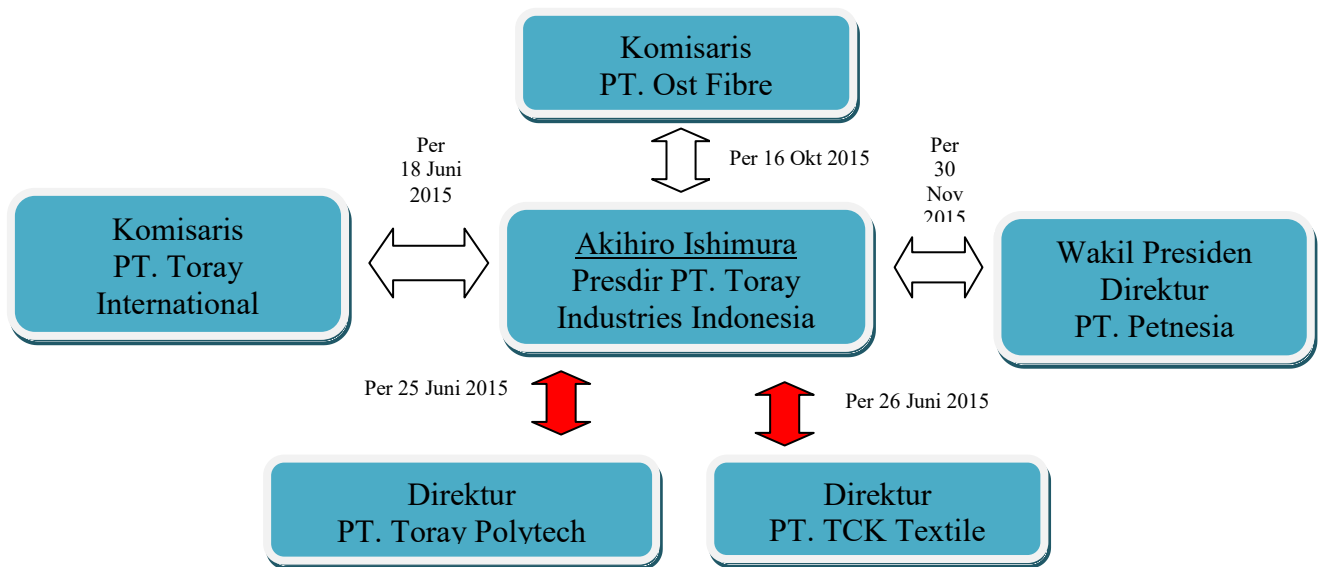 Komisaris
PT. Ost Fibre
Per
18 Juni
2015
Per 16 Okt 2015
Per
30
Nov
2015
Komisaris
PT. Toray
International
Akihiro Ishimura
Presdir PT. Toray
Industries Indonesia
Wakil Presiden
Direktur
PT. Petnesia
Per 25 Juni 2015
Per 26 Juni 2015
Direktur
PT. Toray Polytech
Direktur
PT. TCK Textile